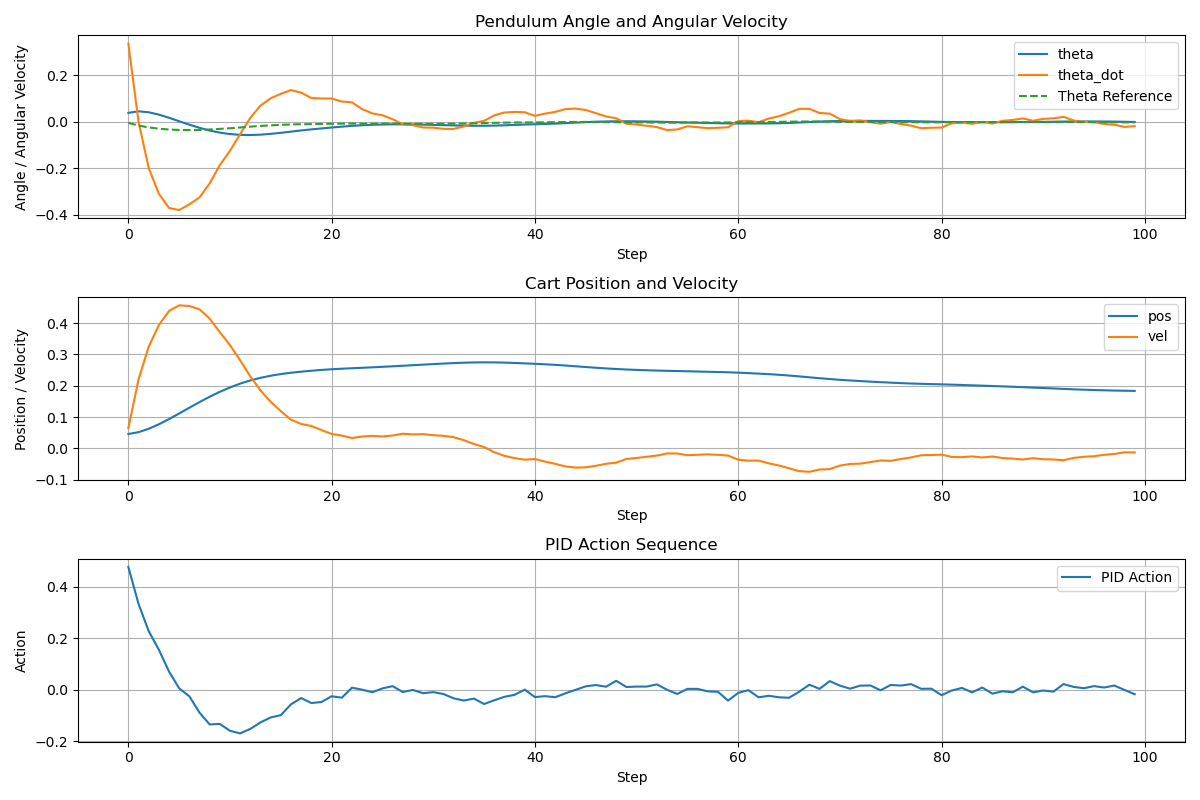 Pendulum Angle and Angular Velocity
Angle / Angular Velocity
0.2
0.0
−0.2
−0.4
theta
theta_dot
Theta Reference
0 20 40 60 80 100
Step
Cart Position and Velocity
Position / Velocity
0.4
0.3
0.2
0.1
0.0
−0.1
pos
vel
0 20 40 60 80 100
Step
PID Action Sequence
Action
0.4
0.2
0.0
−0.2
PID Action
0 20 40 60 80 100
Step